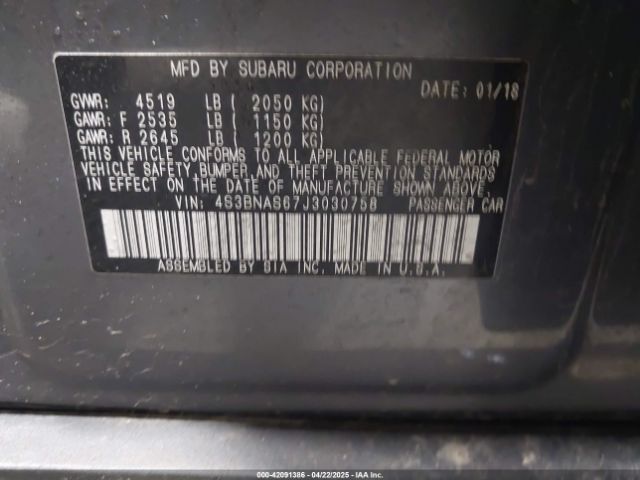 MFD BY SUBARU CORPORATION
DATE: 01/18
GVWR: 4519 LB ( 2050 KG)
GAWR: F 2535 LB ( 1150 KG)
GAWR: R 2645 LB ( 1200 KG)
THIS VEHICLE CONFORMS TO ALL APPLICABLE FEDERAL MOTOR
VEHICLE SAFETY, BUMPER, AND THEFT PREVENTION STANDARDS
IN EFFECT ON THE DATE OF MANUFACTURE SHOWN ABOVE.
VIN: 4S3BNAS67J3030758 PASSENGER CAR
ASSEMBLED BY SIA INC. MADE IN U.S.A.
000-42091386 - 04/22/2025 - IAA Inc.